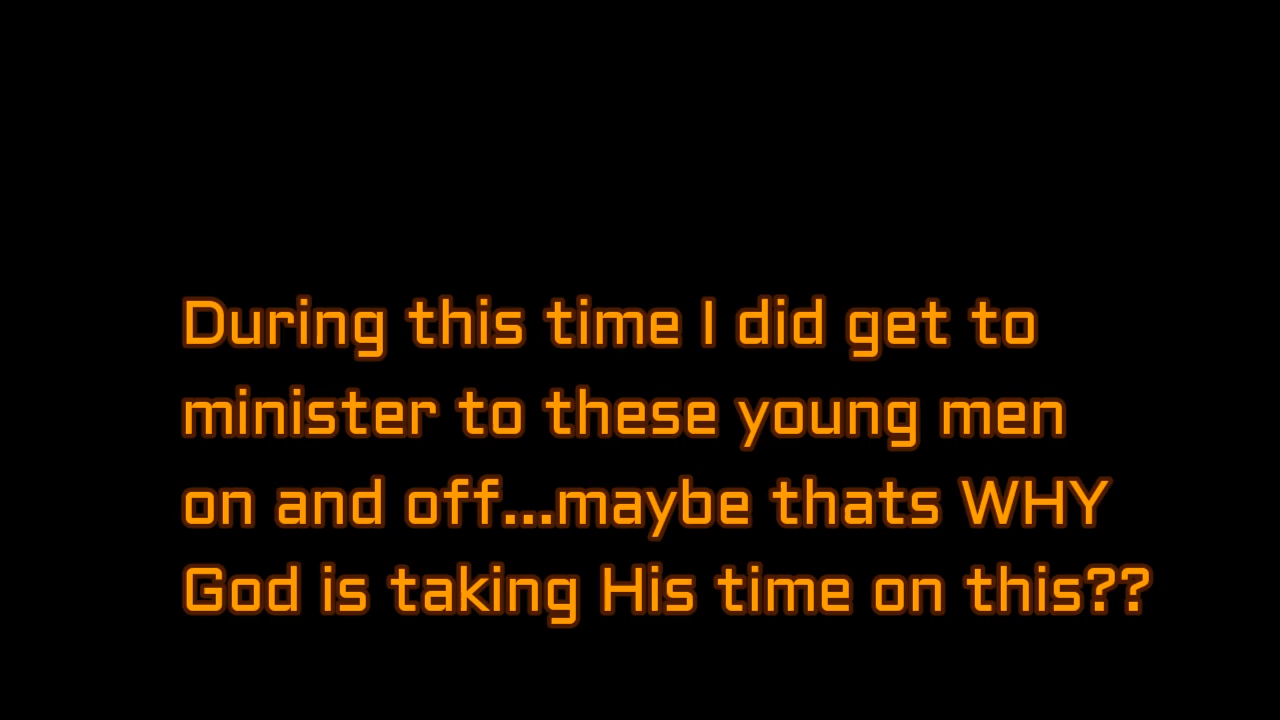 During this time I did get to
minister to these young men
on and off...maybe thats WHY
God is taking His time on this??